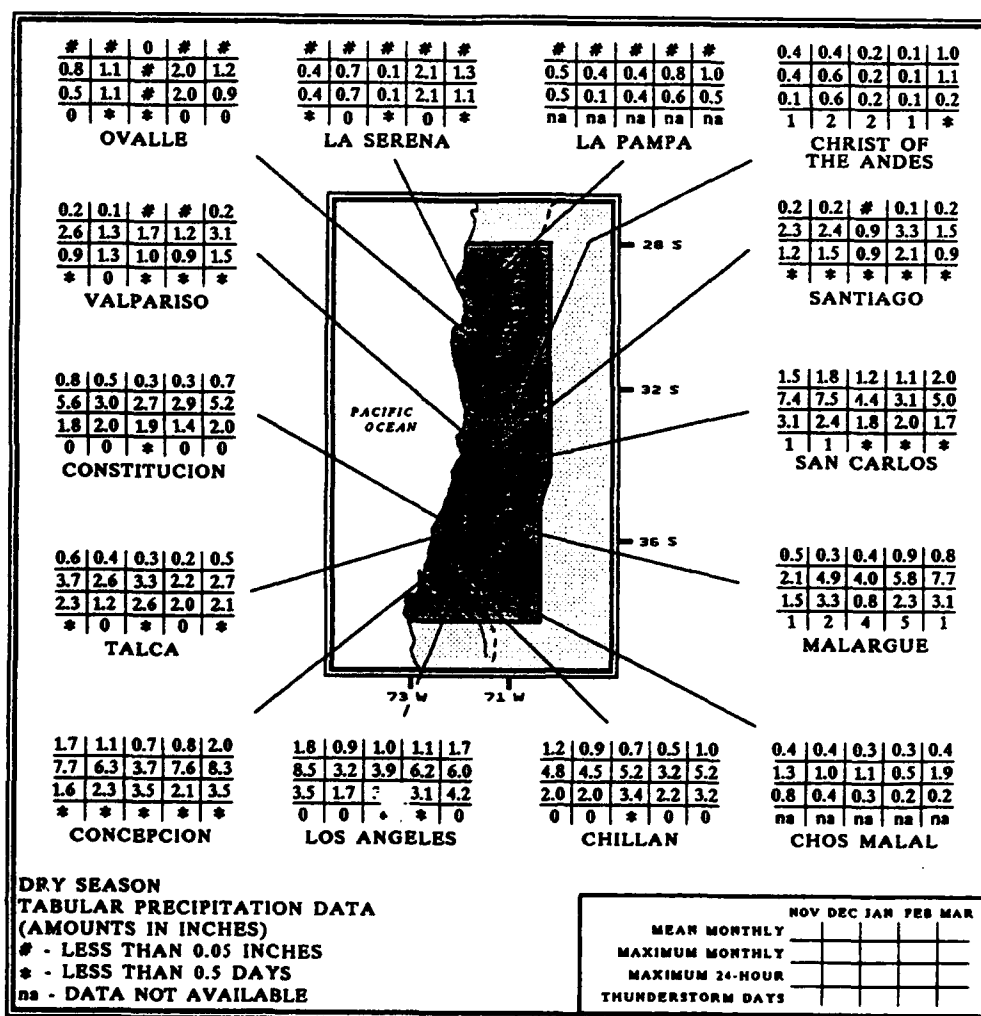 # | # | 0 | # | #
0.8 | 1.1 | # | 2.0 | 1.2
0.5 | 1.1 | # | 2.0 | 0.9
0 | * | * | 0 | 0
OVALLE
# | # | # | # | #
0.4 | 0.7 | 0.1 | 2.1 | 1.3
0.4 | 0.7 | 0.1 | 2.1 | 1.1
* | 0 | * | 0 | *
LA SERENA
# | # | # | # | #
0.5 | 0.4 | 0.4 | 0.8 | 1.0
0.5 | 0.1 | 0.4 | 0.6 | 0.5
na | na | na | na | na
LA PAMPA
0.4 | 0.4 | 0.2 | 0.1 | 1.0
0.4 | 0.6 | 0.2 | 0.1 | 1.1
0.1 | 0.6 | 0.2 | 0.1 | 0.2
1 | 2 | 2 | 1 | *
CHRIST OF
THE ANDES
0.2 | 0.1 | # | # | 0.2
2.6 | 1.3 | 1.7 | 1.2 | 3.1
0.9 | 1.3 | 1.0 | 0.9 | 1.5
* | 0 | * | * | *
VALPARISO
0.2 | 0.2 | # | 0.1 | 0.2
2.3 | 2.4 | 0.9 | 3.3 | 1.5
1.2 | 1.5 | 0.9 | 2.1 | 0.9
* | * | * | * | *
SANTIAGO
28 S
32 S
36 S
PACIFIC
OCEAN
73 W
71 W
0.8 | 0.5 | 0.3 | 0.3 | 0.7
5.6 | 3.0 | 2.7 | 2.9 | 5.2
1.8 | 2.0 | 1.9 | 1.4 | 2.0
0 | 0 | * | 0 | 0
CONSTITUCION
1.5 | 1.8 | 1.2 | 1.1 | 2.0
7.4 | 7.5 | 4.4 | 3.1 | 5.0
3.1 | 2.4 | 1.8 | 2.0 | 1.7
1 | 1 | * | * | *
SAN CARLOS
0.6 | 0.4 | 0.3 | 0.2 | 0.5
3.7 | 2.6 | 3.3 | 2.2 | 2.7
2.3 | 1.2 | 2.6 | 2.0 | 2.1
* | 0 | * | 0 | *
TALCA
0.5 | 0.3 | 0.4 | 0.9 | 0.8
2.1 | 4.9 | 4.0 | 5.8 | 7.7
1.5 | 3.3 | 0.8 | 2.3 | 3.1
1 | 2 | 4 | 5 | 1
MALARGUE
1.7 | 1.1 | 0.7 | 0.8 | 2.0
7.7 | 6.3 | 3.7 | 7.6 | 8.3
1.6 | 2.3 | 3.5 | 2.1 | 3.5
* | * | * | * | *
CONCEPCION
1.8 | 0.9 | 1.0 | 1.1 | 1.7
8.5 | 3.2 | 3.9 | 6.2 | 6.0
3.5 | 1.7 | 3.1 | 4.2
0 | 0 | * | * | 0
LOS ANGELES
1.2 | 0.9 | 0.7 | 0.5 | 1.0
4.8 | 4.5 | 5.2 | 3.2 | 5.2
2.0 | 2.0 | 3.4 | 2.2 | 3.2
0 | 0 | * | 0 | 0
CHILLAN
0.4 | 0.4 | 0.3 | 0.3 | 0.4
1.3 | 1.0 | 1.1 | 0.5 | 1.9
0.8 | 0.4 | 0.3 | 0.2 | 0.2
na | na | na | na | na
CHOS MALAL
DRY SEASON
TABULAR PRECIPITATION DATA
(AMOUNTS IN INCHES)
# - LESS THAN 0.05 INCHES
* - LESS THAN 0.5 DAYS
na - DATA NOT AVAILABLE
NOV DEC JAN FEB MAR
MEAN MONTHLY
MAXIMUM MONTHLY
MAXIMUM 24-HOUR
THUNDERSTORM DAYS